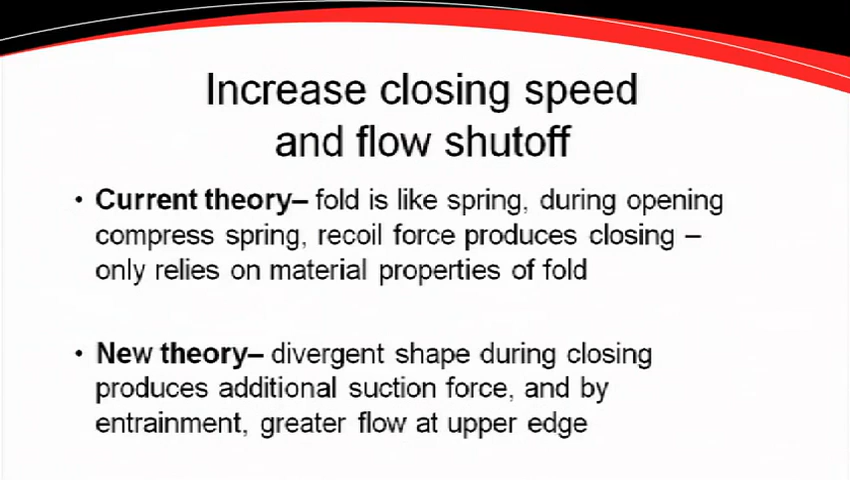 Increase closing speed
and flow shutoff
• Current theory– fold is like spring, during opening
compress spring, recoil force produces closing –
only relies on material properties of fold
• New theory– divergent shape during closing
produces additional suction force, and by
entrainment, greater flow at upper edge